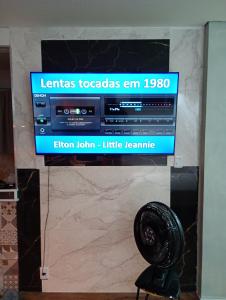 Lentas tocadas em 1980
DENON
Elton John - Little Jeannie